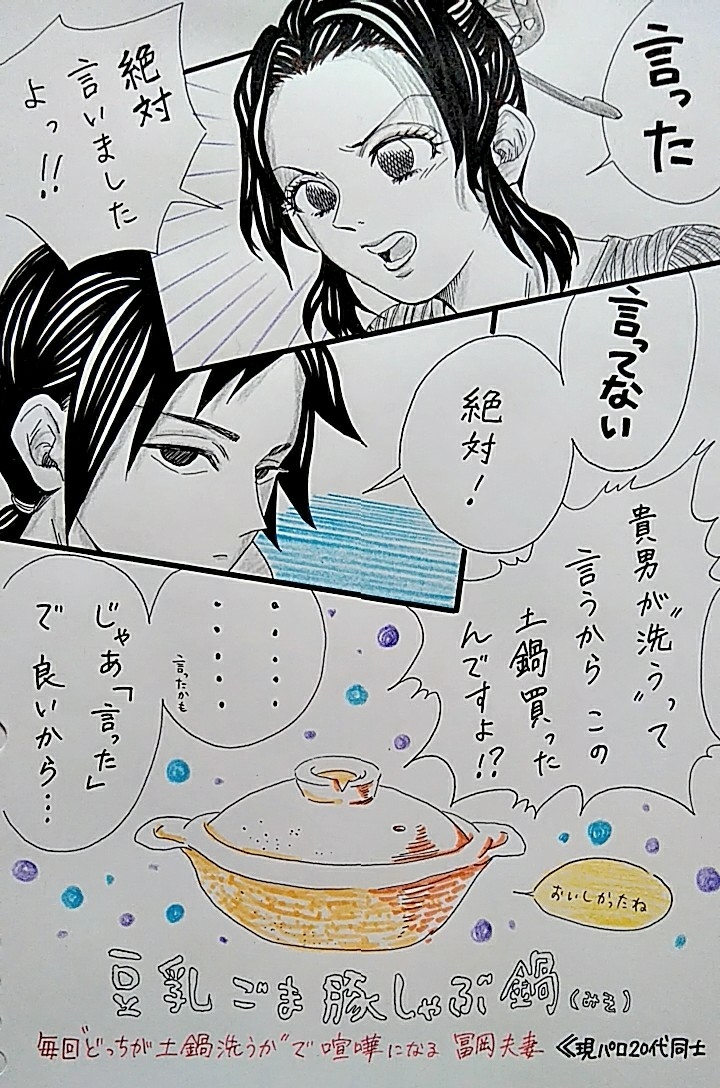 言った
絶対
言いました
よっ!!
言ってない
絶対!
貴男が〝洗う〟って
言うから この
土鍋買った
んですよ!?
・・・・・
・・・・・
言ったかも
じゃあ「言った」
で良いから…
おいしかったね
豆乳ごま豚しゃぶ鍋(みそ)
毎回〝どっちが土鍋洗うか〟で喧嘩になる 冨岡夫妻 ≪現パロ20代同士